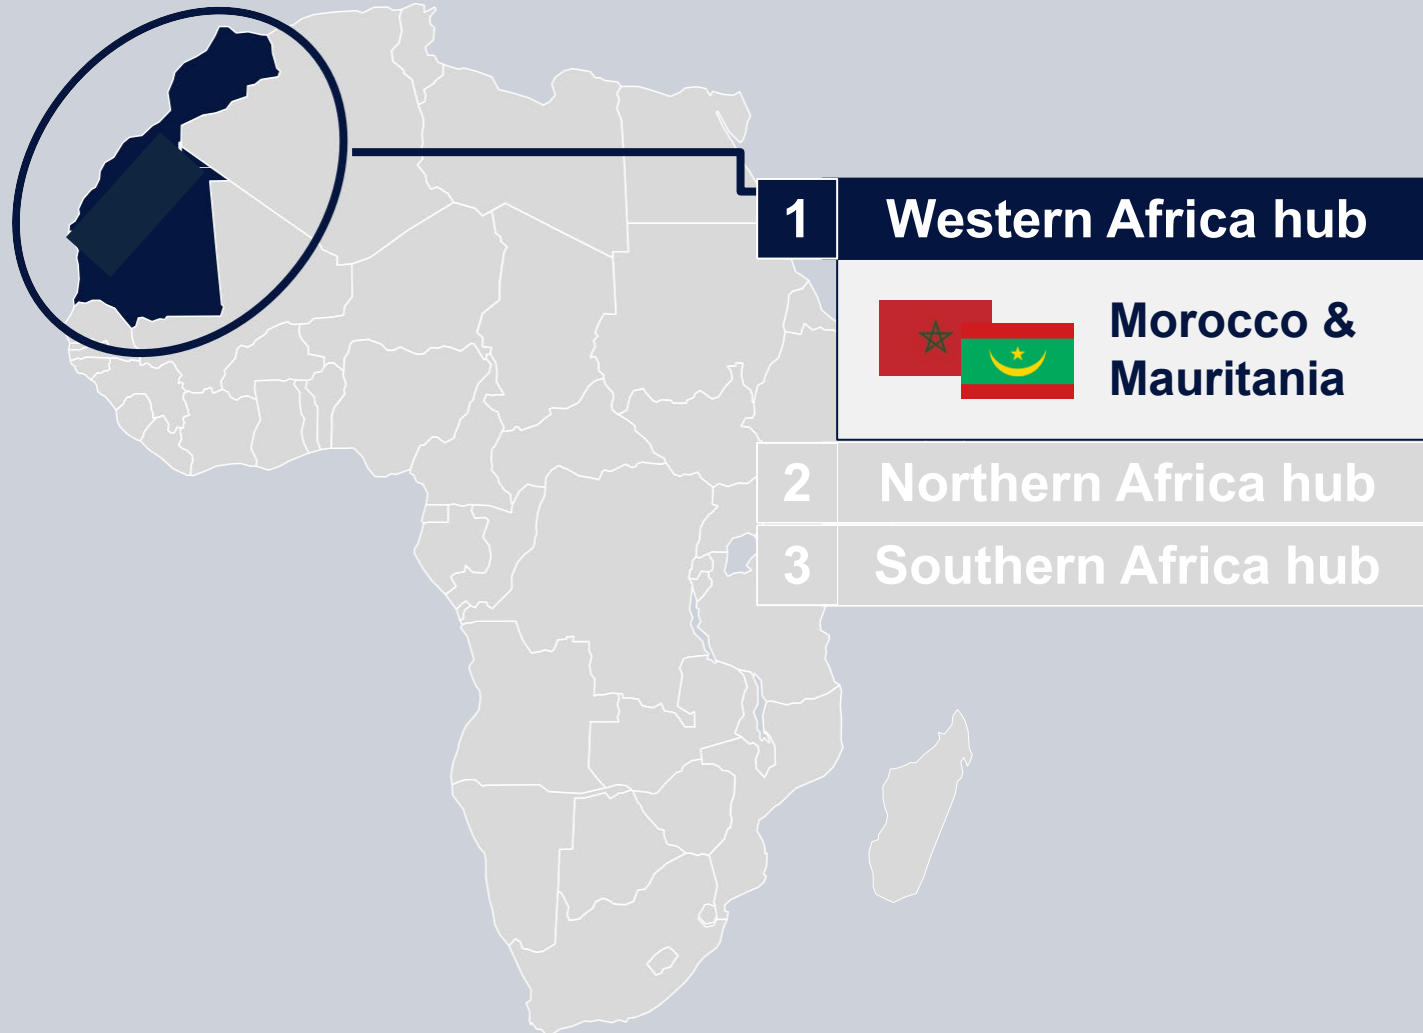 1 Western Africa hub
Morocco &
Mauritania
2 Northern Africa hub
3 Southern Africa hub